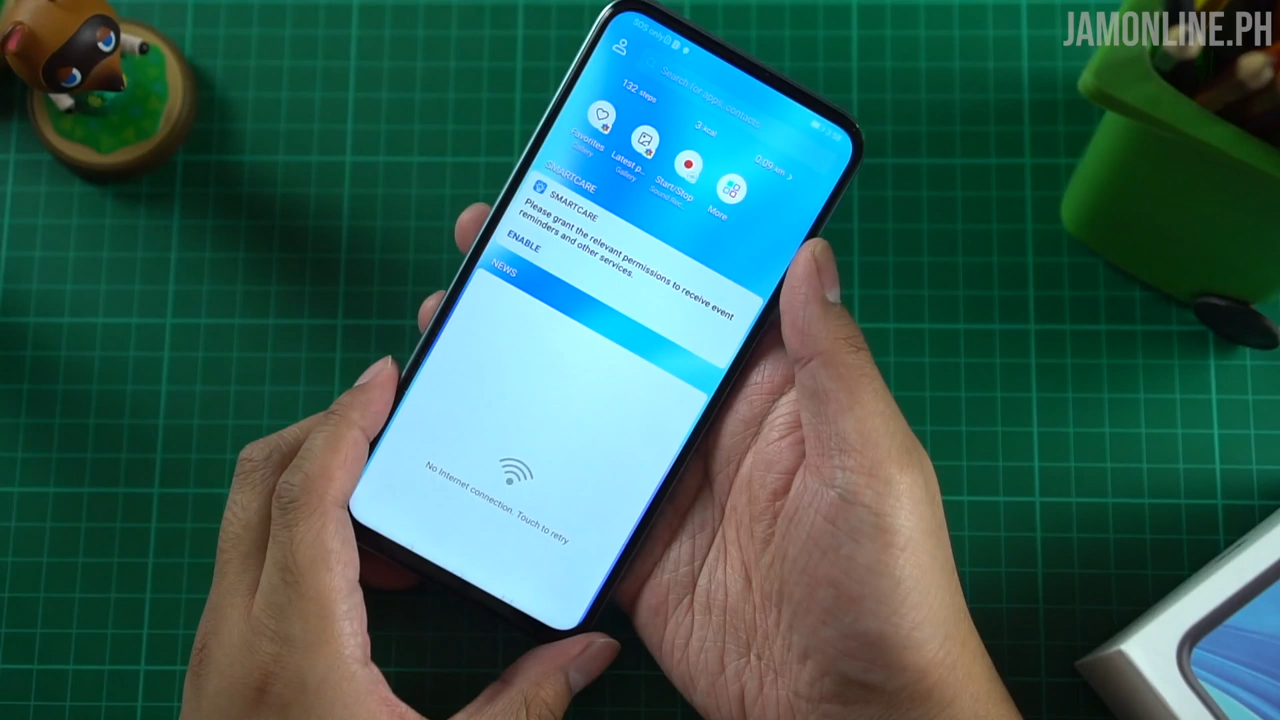 JAMONLINE.PH
SOS only
Search for apps, contacts
132 steps
3 kcal
0.09 km
Favorites
Gallery
Latest p..
Gallery
Start/Stop
Sound Rec..
More
SMARTCARE
SMARTCARE
Please grant the relevant permissions to receive event
reminders and other services.
ENABLE
NEWS
No Internet connection. Touch to retry